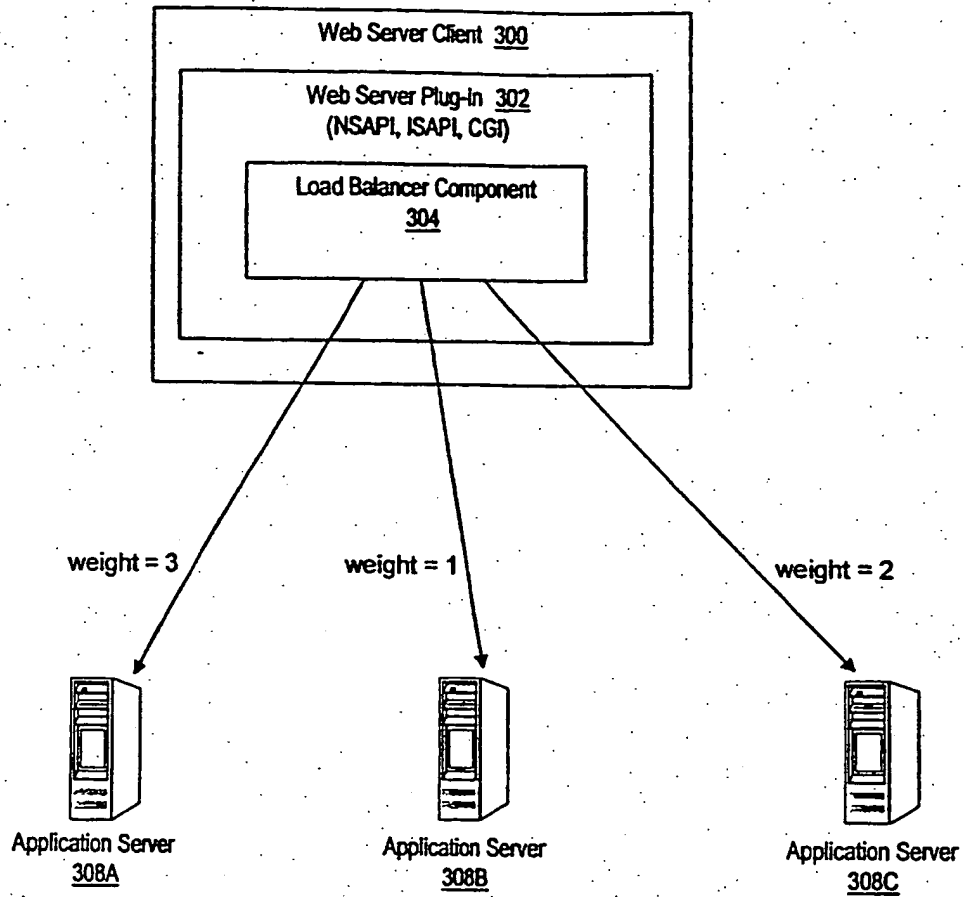 Web Server Client 300
Web Server Plug-in 302
(NSAPI, ISAPI, CGI)
Load Balancer Component
304
weight = 3
weight = 1
weight = 2
Application Server
308A
Application Server
308B
Application Server
308C